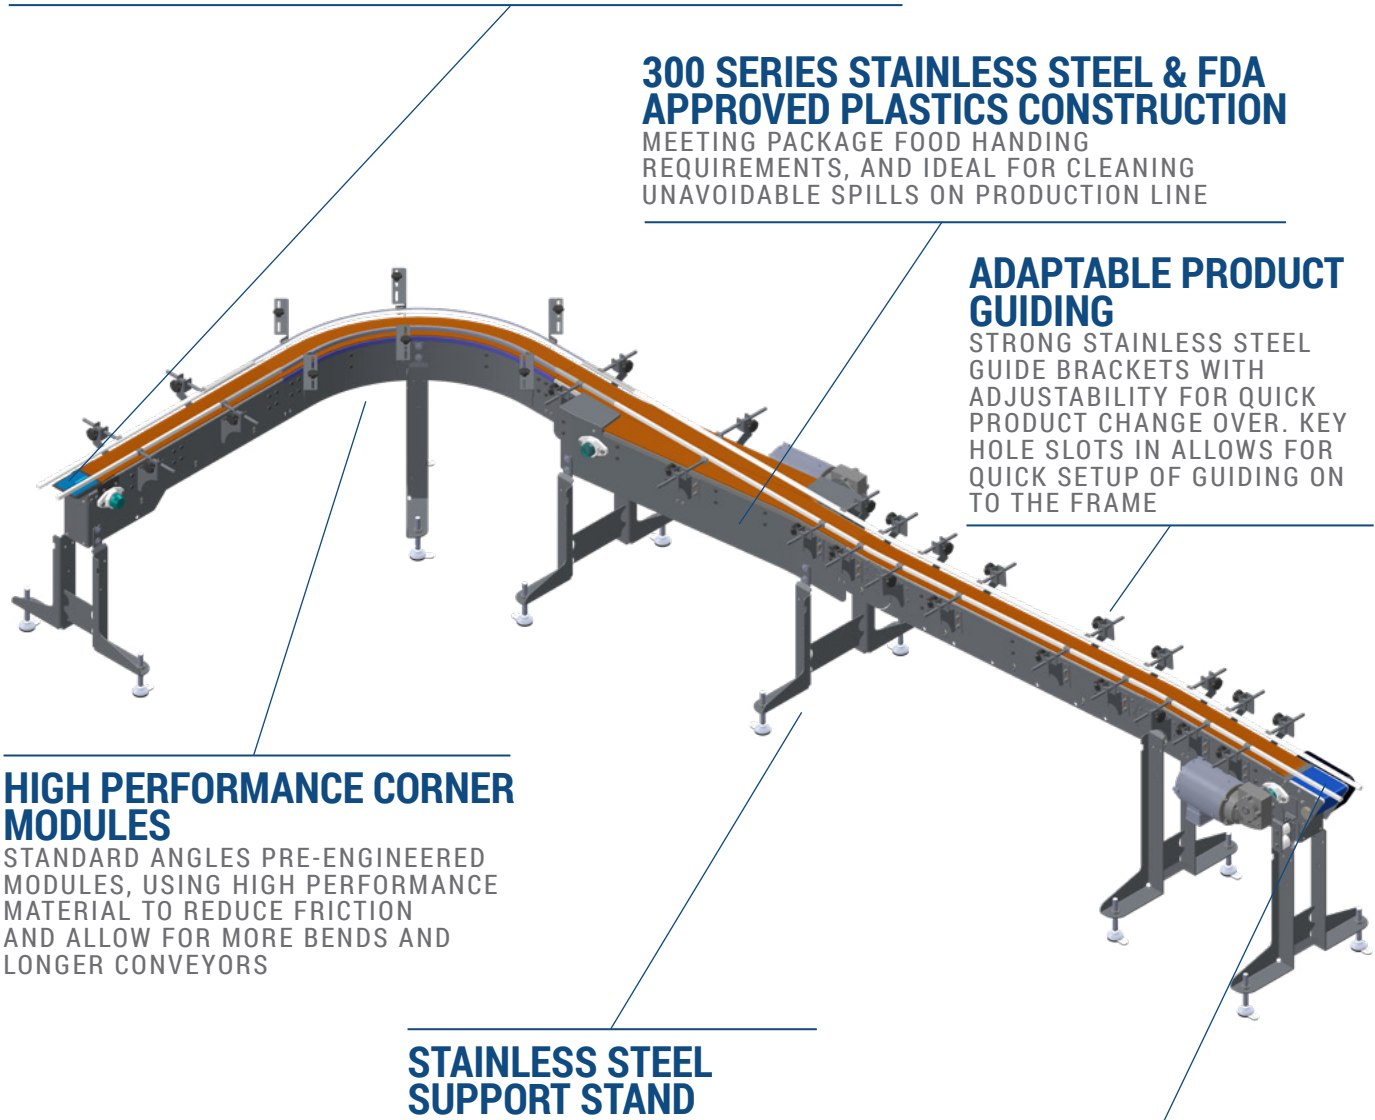 300 SERIES STAINLESS STEEL & FDA
APPROVED PLASTICS CONSTRUCTION
MEETING PACKAGE FOOD HANDING
REQUIREMENTS, AND IDEAL FOR CLEANING
UNAVOIDABLE SPILLS ON PRODUCTION LINE
ADAPTABLE PRODUCT
GUIDING
STRONG STAINLESS STEEL
GUIDE BRACKETS WITH
ADJUSTABILITY FOR QUICK
PRODUCT CHANGE OVER. KEY
HOLE SLOTS IN ALLOWS FOR
QUICK SETUP OF GUIDING ON
TO THE FRAME
HIGH PERFORMANCE CORNER
MODULES
STANDARD ANGLES PRE-ENGINEERED
MODULES, USING HIGH PERFORMANCE
MATERIAL TO REDUCE FRICTION
AND ALLOW FOR MORE BENDS AND
LONGER CONVEYORS
STAINLESS STEEL
SUPPORT STAND